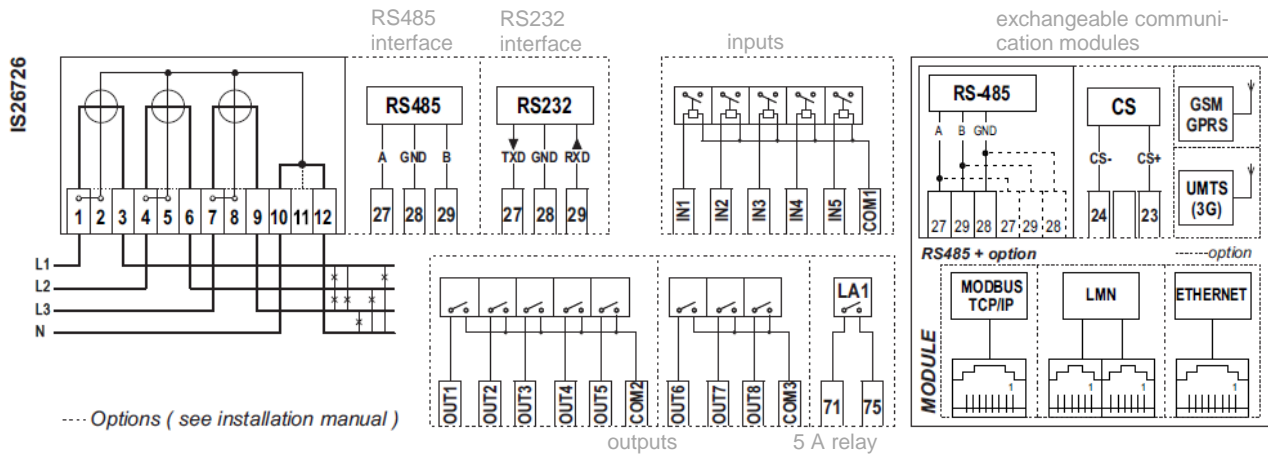 RS485
interface
RS232
interface
inputs
exchangeable communi-
cation modules
IS26726
RS485
A GND B
27 28 29
RS232
TXD GND RXD
27 28 29
IN1 IN2 IN3 IN4 IN5 COM1
RS-485
A B GND
27 29 28 27 29 28
CS
CS- CS+
24 23
GSM
GPRS
UMTS
(3G)
1 2 3 4 5 6 7 8 9 10 11 12
L1
L2
L3
N
RS485 + option
-------option
MODULE
MODBUS
TCP/IP
1
LMN
1 1
ETHERNET
1
OUT1 OUT2 OUT3 OUT4 OUT5 COM2
OUT6 OUT7 OUT8 COM3
LA1
71 75
---- Options ( see installation manual )
outputs
5 A relay